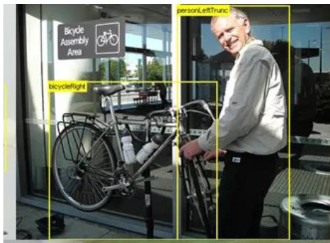 personLeftTrunc
Bicycle
Assembly
Area
bicycleRight